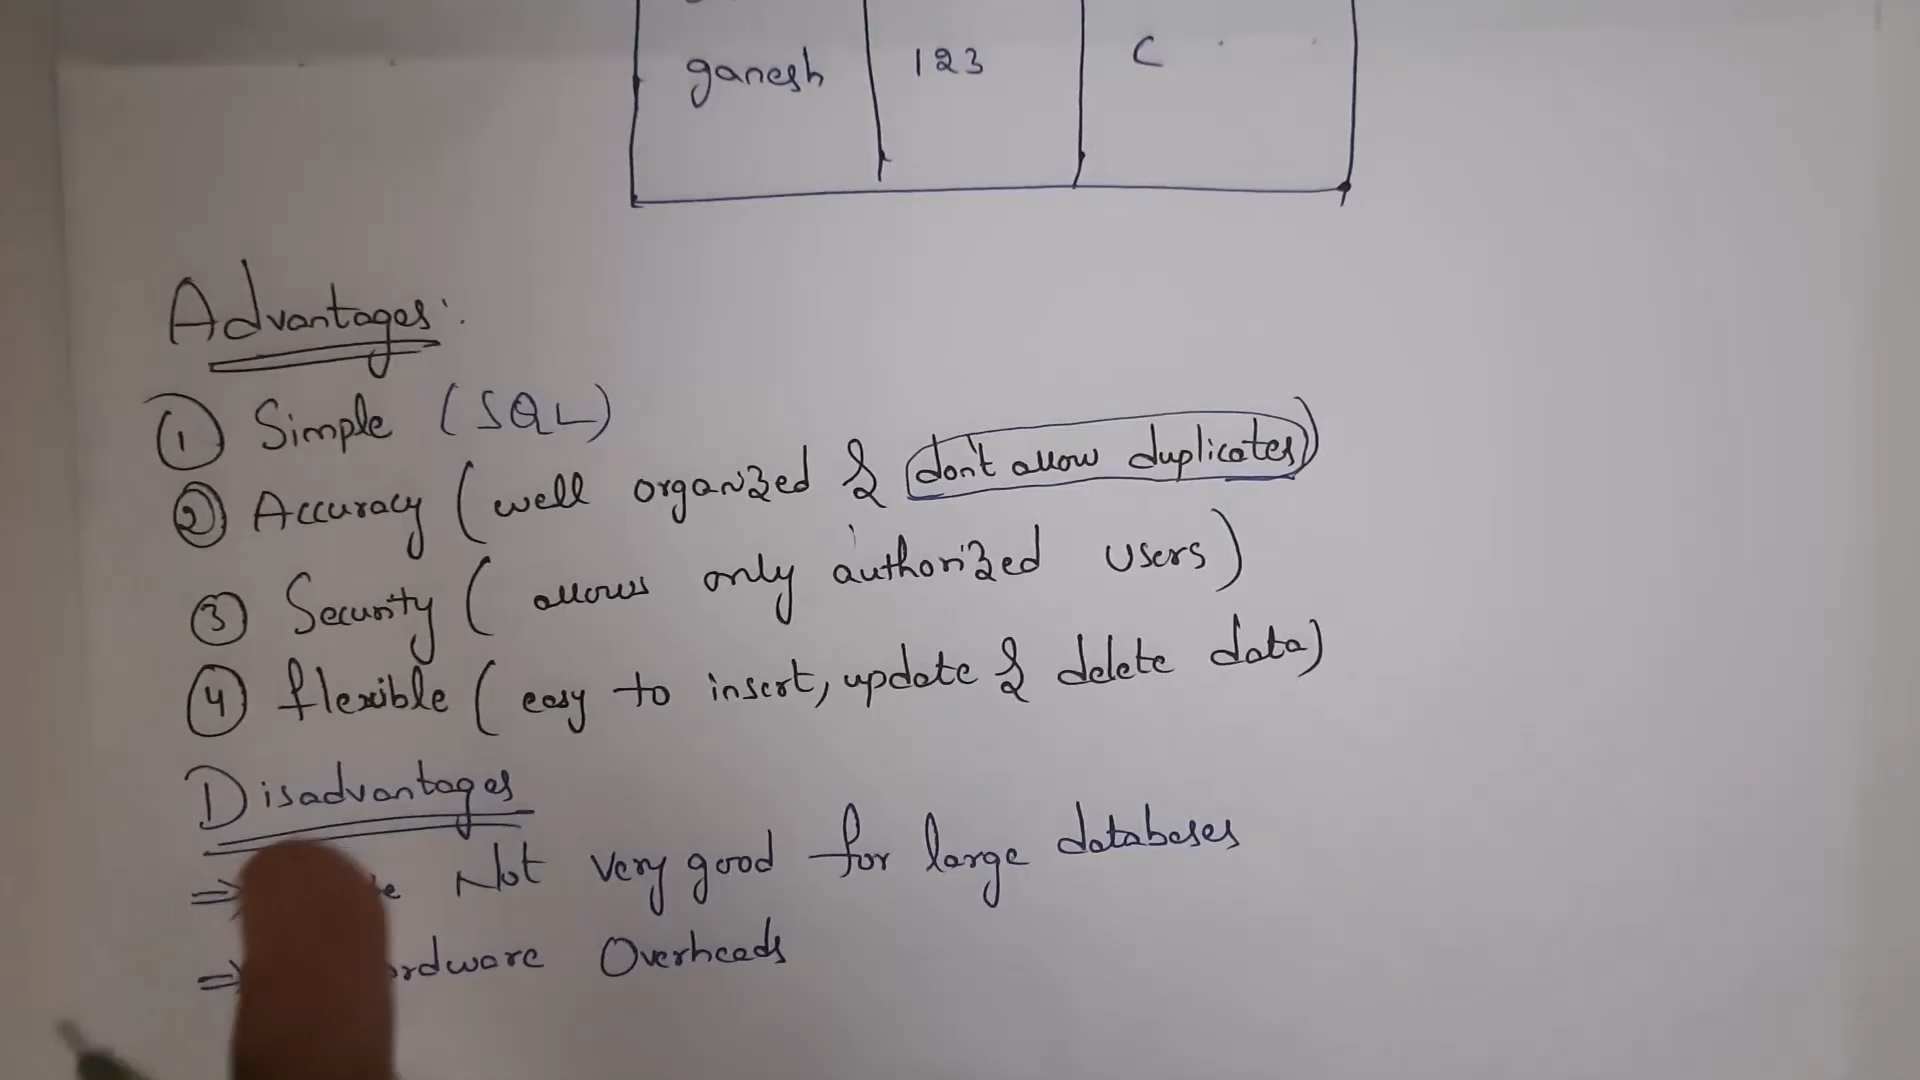 ganesh 123 C
Advantages:
① Simple (SQL)
② Accuracy (well organized & don't allow duplicates)
③ Security (allows only authorized users)
④ flexible (easy to insert, update & delete data)
Disadvantages
⇒ Not very good for large databases
⇒ Overheads